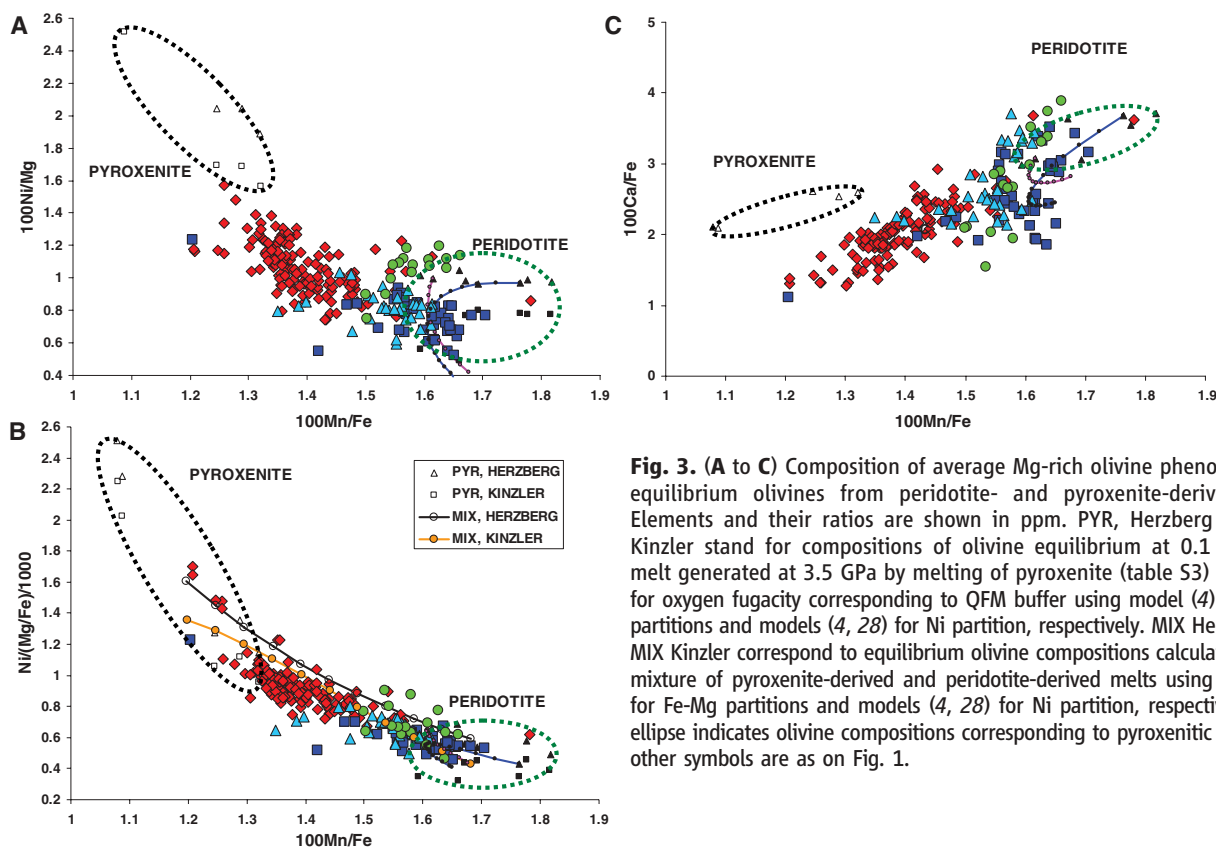 A
2.6
2.4
2.2
2
1.8
1.6
1.4
1.2
1
0.8
0.6
0.4
100Ni/Mg
PYROXENITE
PERIDOTITE
1 1.1 1.2 1.3 1.4 1.5 1.6 1.7 1.8 1.9
100Mn/Fe
B
2.6
2.4
2.2
2
1.8
1.6
1.4
1.2
1
0.8
0.6
0.4
0.2
Ni/(Mg/Fe)/1000
PYROXENITE
PYR, HERZBERG
PYR, KINZLER
MIX, HERZBERG
MIX, KINZLER
PERIDOTITE
1 1.1 1.2 1.3 1.4 1.5 1.6 1.7 1.8 1.9
100Mn/Fe
C
5
4
3
2
1
0
100Ca/Fe
PERIDOTITE
PYROXENITE
1 1.1 1.2 1.3 1.4 1.5 1.6 1.7 1.8 1.9
100Mn/Fe
Fig. 3. (A to C) Composition of average Mg-rich olivine pheno
equilibrium olivines from peridotite- and pyroxenite-deriv
Elements and their ratios are shown in ppm. PYR, Herzberg
Kinzler stand for compositions of olivine equilibrium at 0.1
melt generated at 3.5 GPa by melting of pyroxenite (table S3)
for oxygen fugacity corresponding to QFM buffer using model (4)
partitions and models (4, 28) for Ni partition, respectively. MIX He
MIX Kinzler correspond to equilibrium olivine compositions calcula
mixture of pyroxenite-derived and peridotite-derived melts using
for Fe-Mg partitions and models (4, 28) for Ni partition, respectiv
ellipse indicates olivine compositions corresponding to pyroxenitic
other symbols are as on Fig. 1.